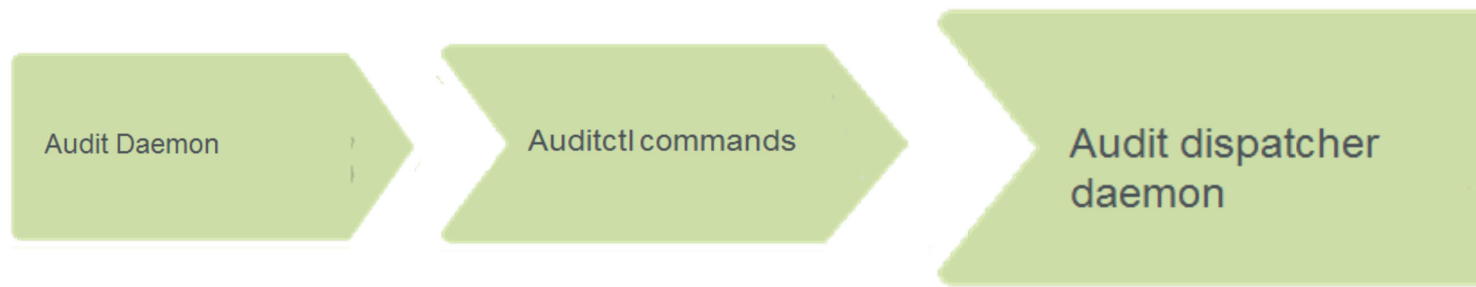 Audit Daemon
Auditctl commands
Audit dispatcher
daemon